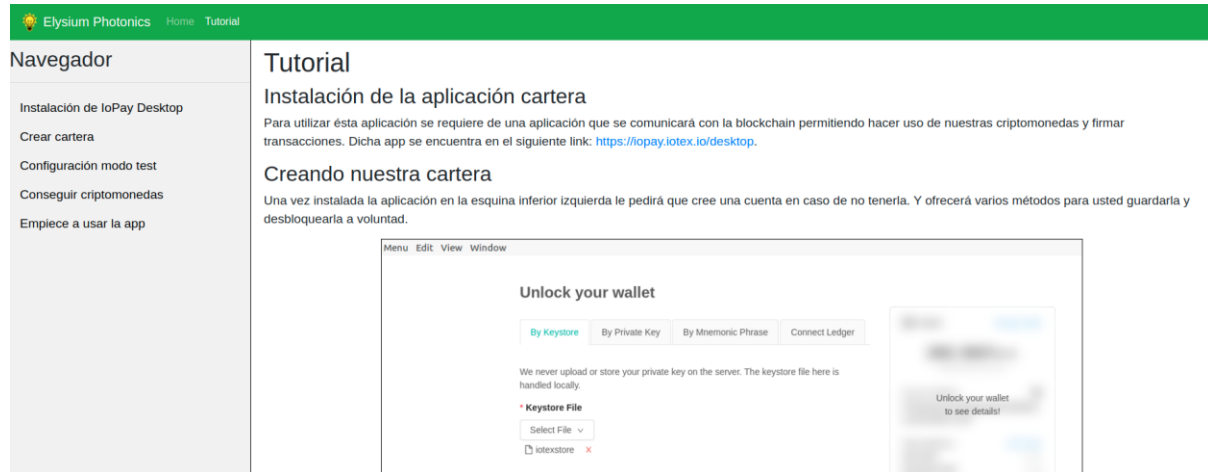 Elysium Photonics Home Tutorial
Navegador
Instalación de IoPay Desktop
Crear cartera
Configuración modo test
Conseguir criptomonedas
Empiece a usar la app
Tutorial
Instalación de la aplicación cartera
Para utilizar ésta aplicación se requiere de una aplicación que se comunicará con la blockchain permitiendo hacer uso de nuestras criptomonedas y firmar
transacciones. Dicha app se encuentra en el siguiente link: https://iopay.iotex.io/desktop.
Creando nuestra cartera
Una vez instalada la aplicación en la esquina inferior izquierda le pedirá que cree una cuenta en caso de no tenerla. Y ofrecerá varios métodos para usted guardarla y
desbloquearla a voluntad.
Menu Edit View Window
Unlock your wallet
By Keystore By Private Key By Mnemonic Phrase Connect Ledger
We never upload or store your private key on the server. The keystore file here is
handled locally.
* Keystore File
Select File
iotexstore X
Unlock your wallet
to see details!